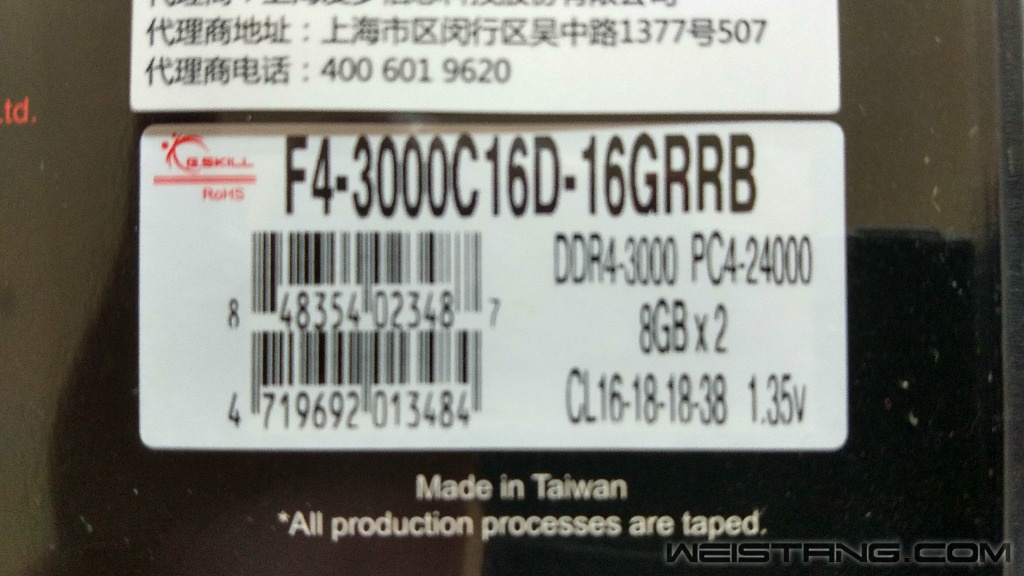 代理商地址：上海市区闵行区吴中路1377号507
代理商电话：400 601 9620
Ltd.
G.SKILL
RoHS
F4-3000C16D-16GRRB
DDR4-3000 PC4-24000
8GB x 2
CL16-18-18-38 1.35v
8 48354 02348 7
4 719692 013484
Made in Taiwan
*All production processes are taped.
WEISTANG.COM